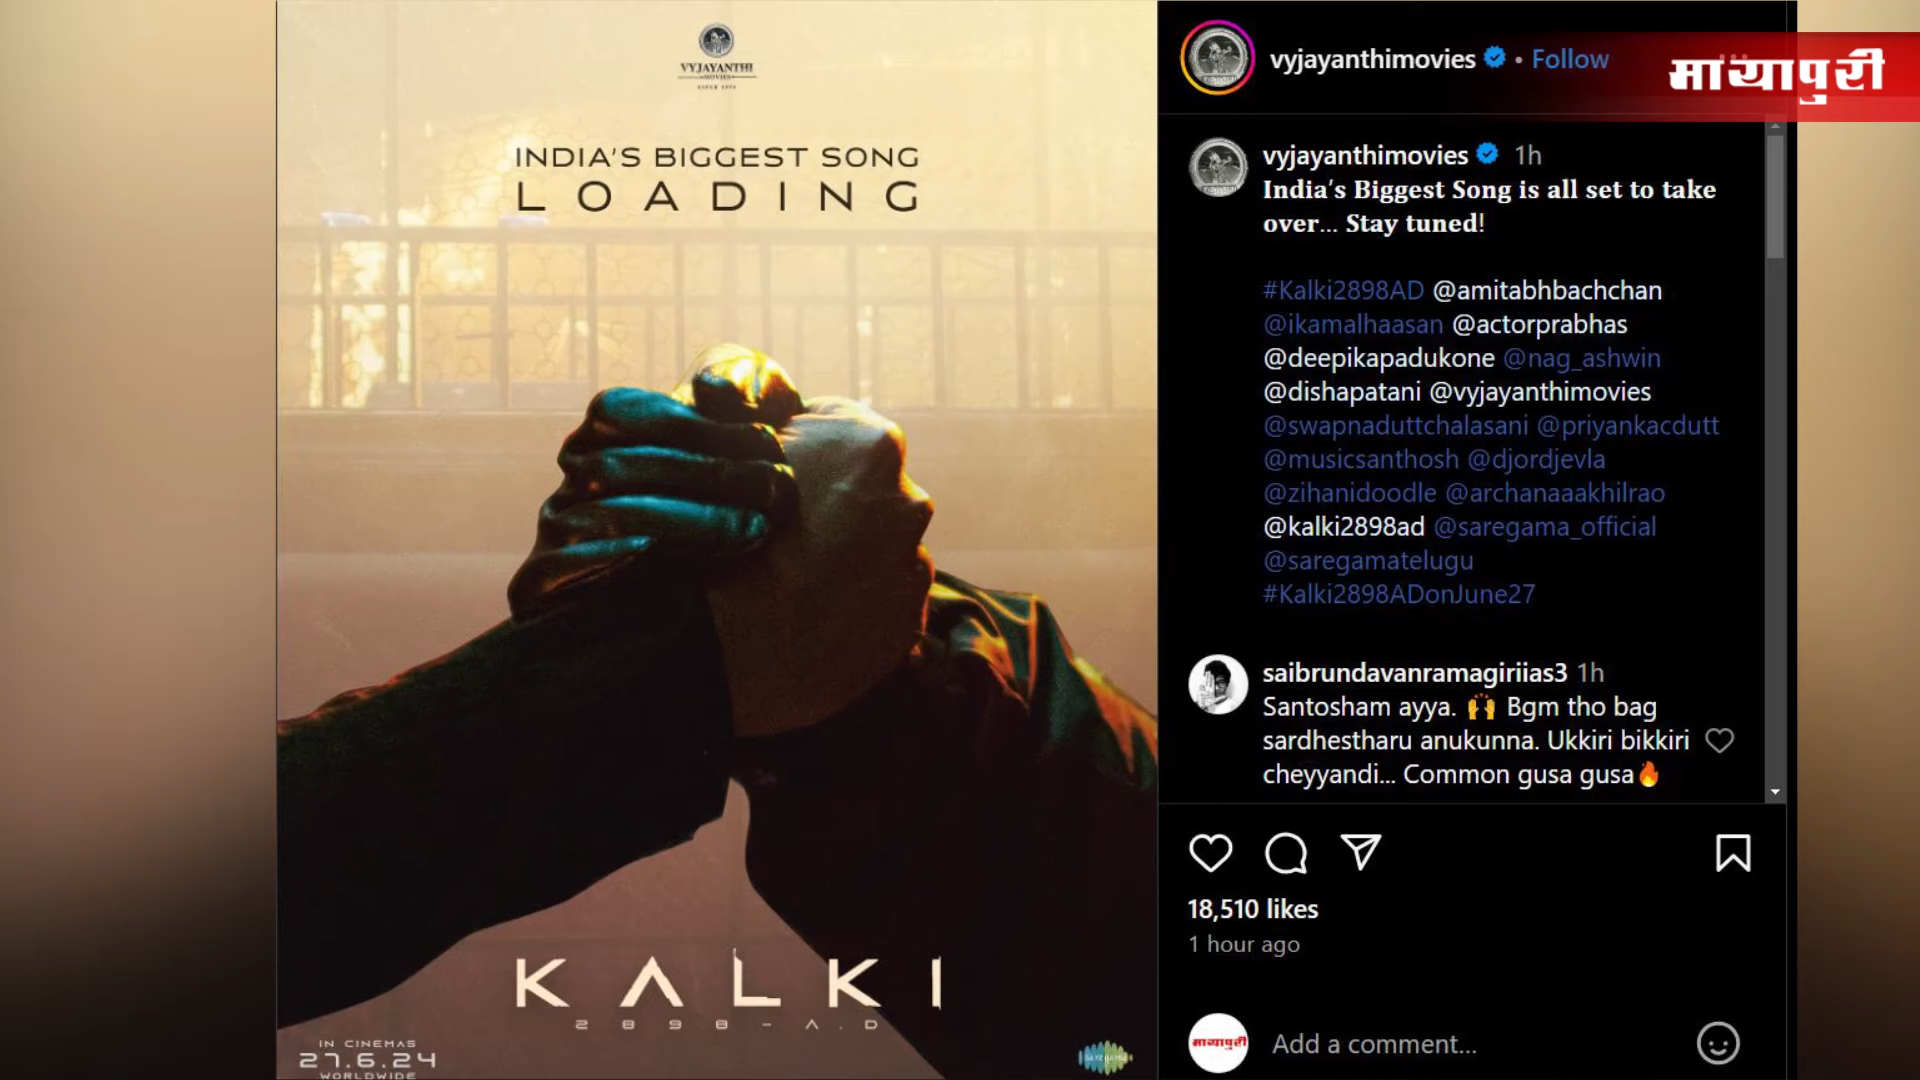 VYJAYANTHI
MOVIES
SINCE 1974
INDIA'S BIGGEST SONG
LOADING
KALKI
2898-A.D
IN CINEMAS
27.6.24
WORLDWIDE
saregama
vyjayanthimovies • Follow
मायापुरी
vyjayanthimovies 1h
India's Biggest Song is all set to take
over... Stay tuned!
#Kalki2898AD @amitabhbachchan
@ikamalhaasan @actorprabhas
@deepikapadukone @nag_ashwin
@dishapatani @vyjayanthimovies
@swapnaduttchalasani @priyankacdutt
@musicsanthosh @djordjevla
@zihanidoodle @archanaaakhilrao
@kalki2898ad @saregama_official
@saregamatelugu
#Kalki2898ADonJune27
saibrundavanramagiriias3 1h
Santosham ayya. 🙌 Bgm tho bag
sardhestharu anukunna. Ukkiri bikkiri
cheyyandi... Common gusa gusa🔥
18,510 likes
1 hour ago
मायापुरी
Add a comment...